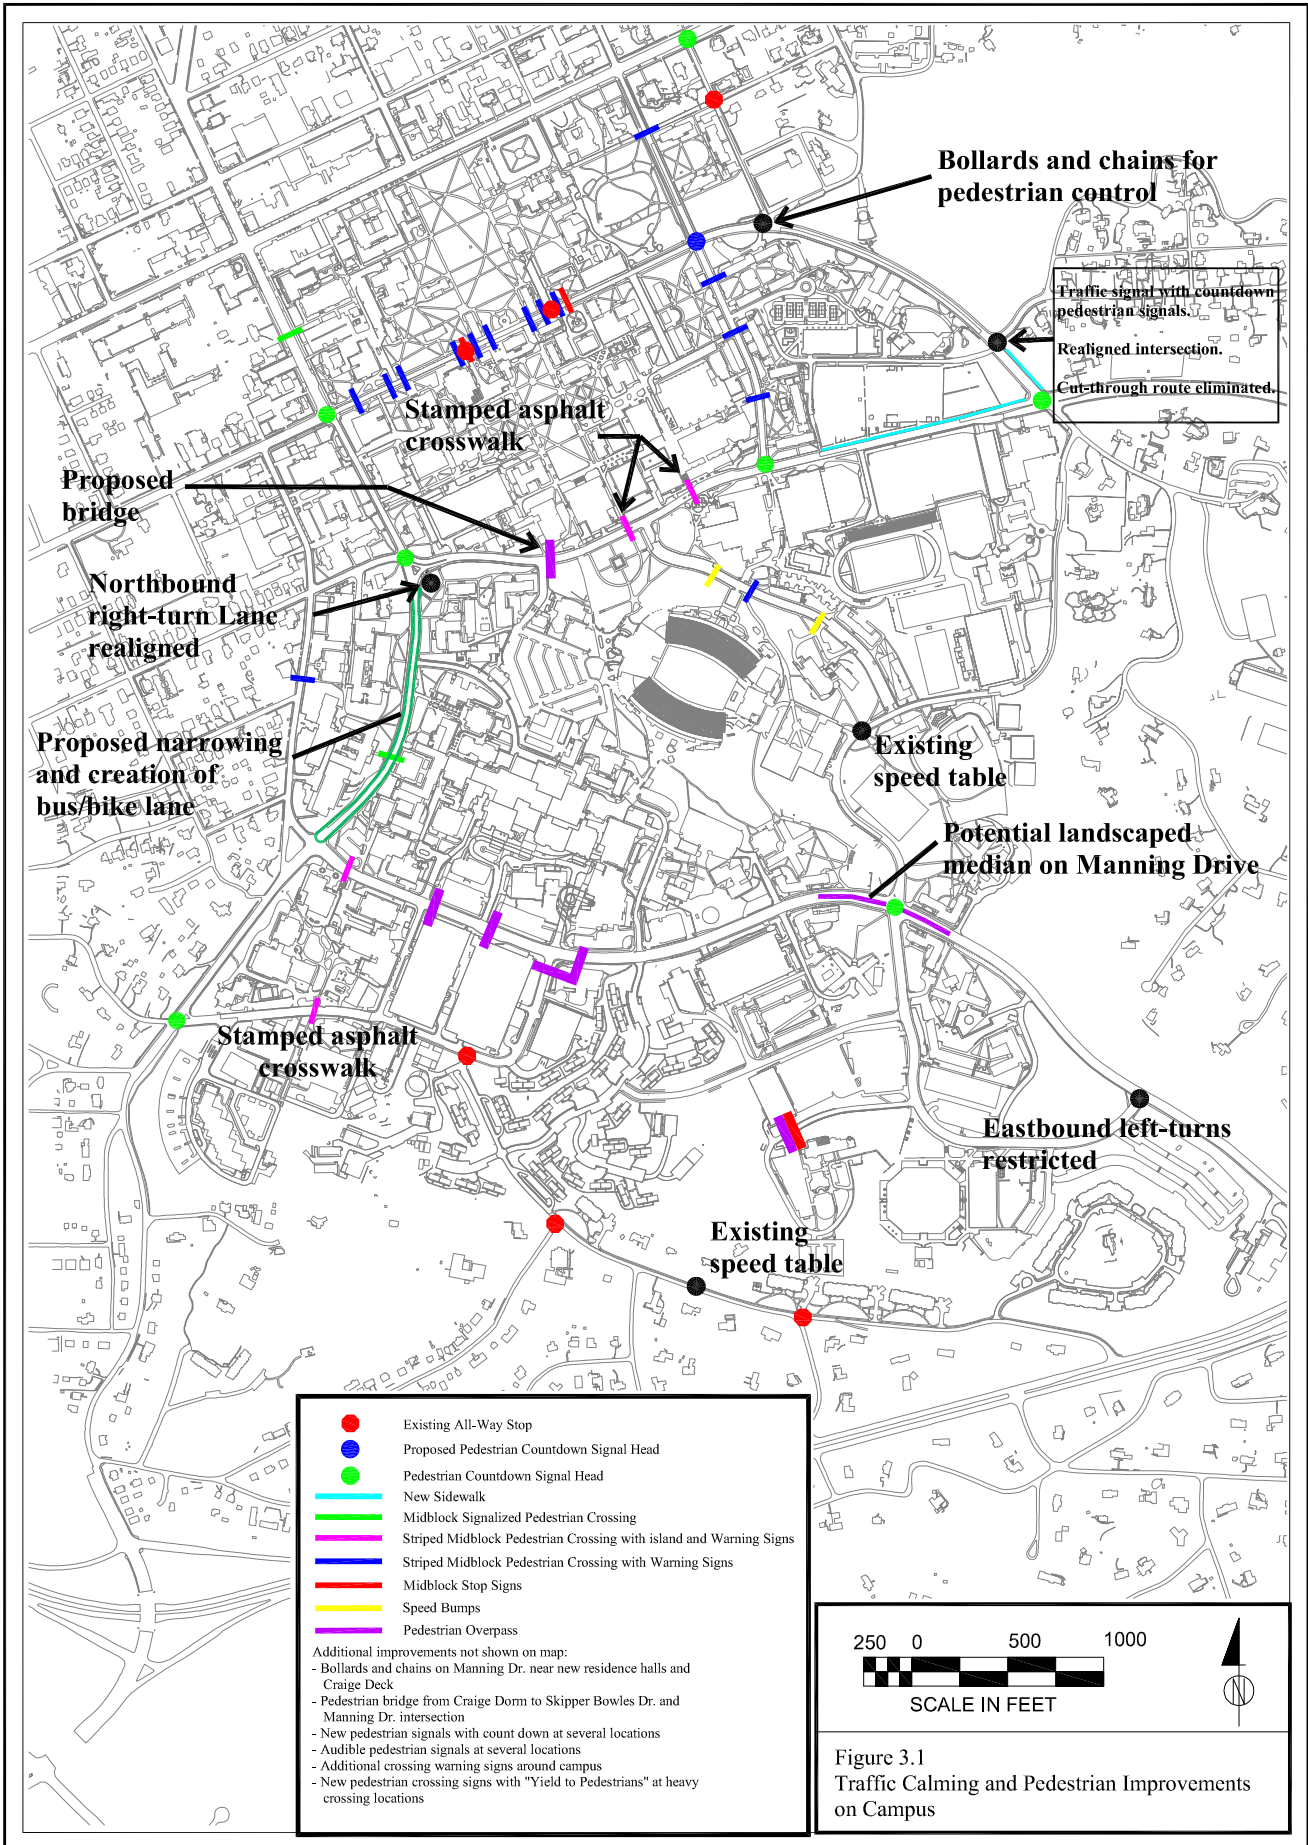 Bollards and chains for
pedestrian control
Traffic signal with countdown
pedestrian signals.
Realigned intersection.
Cut-through route eliminated.
Stamped asphalt
crosswalk
Proposed
bridge
Northbound
right-turn Lane
realigned
Proposed narrowing
and creation of
bus/bike lane
Existing
speed table
Potential landscaped
median on Manning Drive
Stamped asphalt
crosswalk
Eastbound left-turns
restricted
Existing
speed table
Existing All-Way Stop
Proposed Pedestrian Countdown Signal Head
Pedestrian Countdown Signal Head
New Sidewalk
Midblock Signalized Pedestrian Crossing
Striped Midblock Pedestrian Crossing with island and Warning Signs
Striped Midblock Pedestrian Crossing with Warning Signs
Midblock Stop Signs
Speed Bumps
Pedestrian Overpass
Additional improvements not shown on map:
- Bollards and chains on Manning Dr. near new residence halls and
Craige Deck
- Pedestrian bridge from Craige Dorm to Skipper Bowles Dr. and
Manning Dr. intersection
- New pedestrian signals with count down at several locations
- Audible pedestrian signals at several locations
- Additional crossing warning signs around campus
- New pedestrian crossing signs with "Yield to Pedestrians" at heavy
crossing locations
250 0 500 1000
SCALE IN FEET
N
Figure 3.1
Traffic Calming and Pedestrian Improvements
on Campus